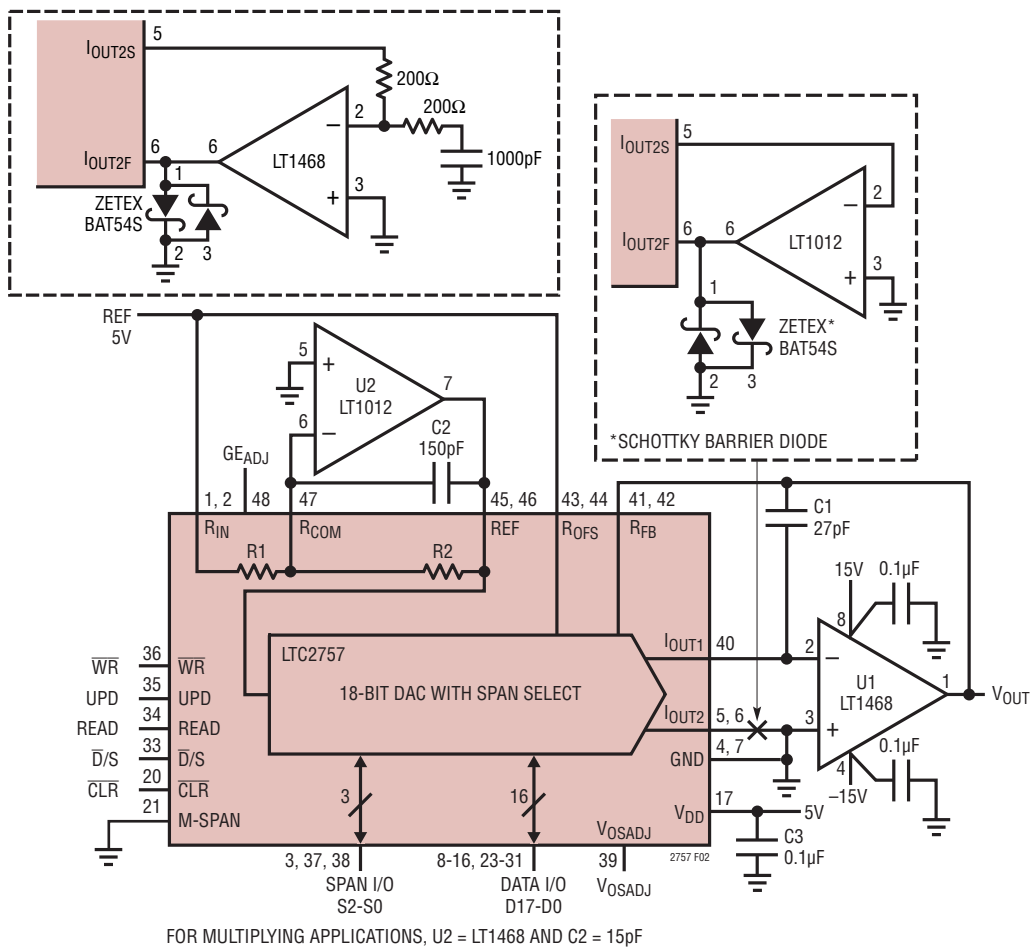 5
I_OUT2S
200Ω
200Ω
2
−
LT1468
1000pF
I_OUT2F
6
6
1
+
3
ZETEX
BAT54S
2
3
5
I_OUT2S
2
−
I_OUT2F
6
6
LT1012
+
3
1
ZETEX*
BAT54S
2
3
*SCHOTTKY BARRIER DIODE
REF
5V
5
+
U2
LT1012
7
6
−
C2
150pF
GE_ADJ
1, 2
48
47
45, 46
43, 44
41, 42
R_IN
R_COM
REF
R_OFS
R_FB
C1
27pF
R1
R2
15V
0.1µF
8
LTC2757
18-BIT DAC WITH SPAN SELECT
I_OUT1
40
2
−
U1
LT1468
1
V_OUT
I_OUT2
5, 6
3
+
GND
4, 7
4
0.1µF
−15V
V_DD
17
5V
C3
0.1µF
W̅R̅
36
W̅R̅
UPD
35
UPD
READ
34
READ
D̅/S
33
D̅/S
C̅L̅R̅
20
C̅L̅R̅
21
M-SPAN
3
16
V_OSADJ
2757 F02
3, 37, 38
8-16, 23-31
39
SPAN I/O
S2-S0
DATA I/O
D17-D0
V_OSADJ
FOR MULTIPLYING APPLICATIONS, U2 = LT1468 AND C2 = 15pF